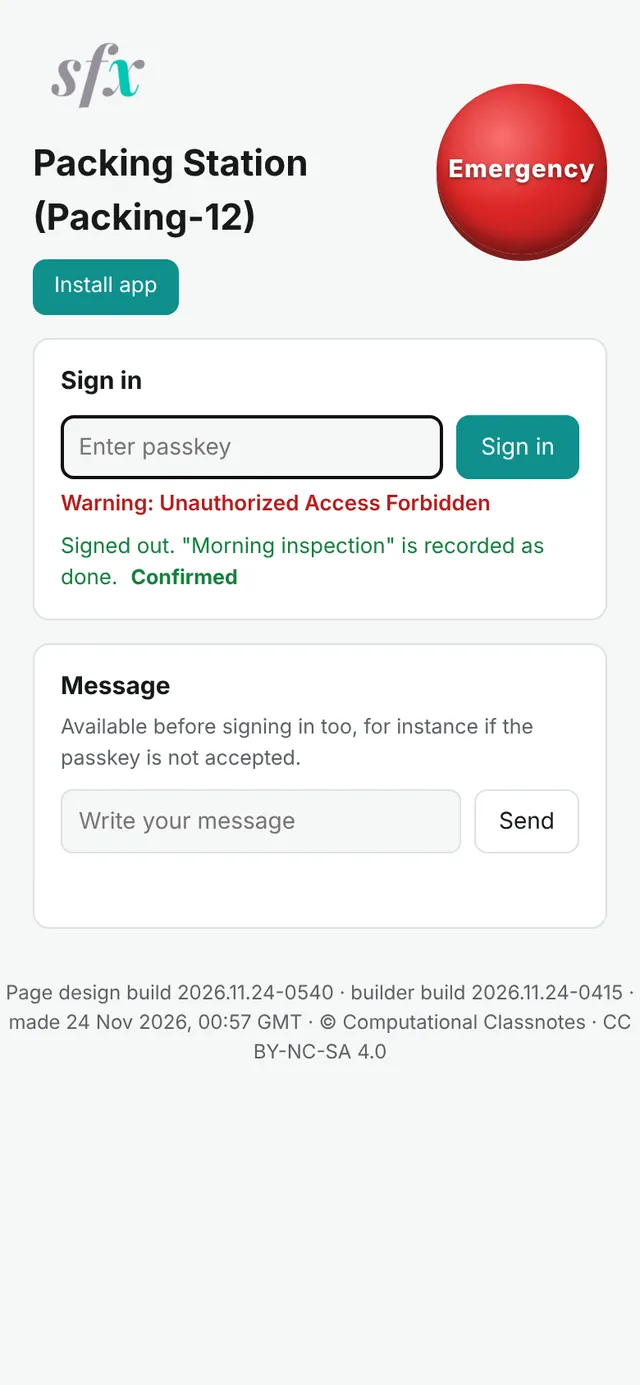 sfx
Packing Station
(Packing-12)
Emergency
Install app
Sign in
Enter passkey
Sign in
Warning: Unauthorized Access Forbidden
Signed out. "Morning inspection" is recorded as
done. Confirmed
Message
Available before signing in too, for instance if the
passkey is not accepted.
Write your message
Send
Page design build 2026.11.24-0540 · builder build 2026.11.24-0415 ·
made 24 Nov 2026, 00:57 GMT · © Computational Classnotes · CC
BY-NC-SA 4.0